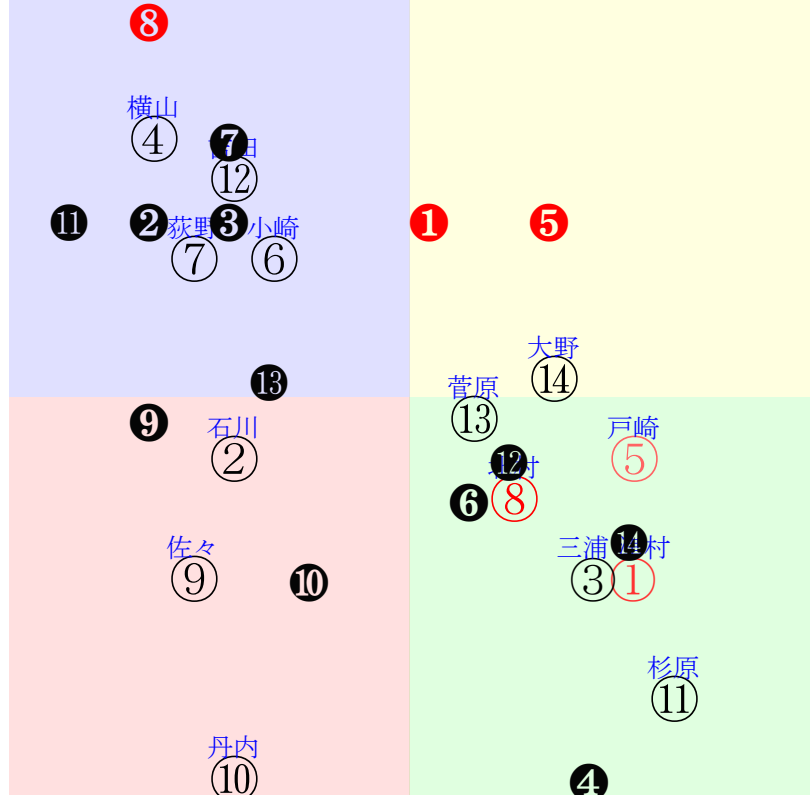 ❽
横山
④
❼
⑫
⓫
❷
荻野
❸
小崎
⑦
⑥
❶
❺
大野
⑭
⓭
菅原
⑬
❾
石川
②
戸崎
⑤
⓬
❻
⑧
佐々
⑨
❿
三浦
⓮
③
①
杉原
⑪
丹内
⑩
❹